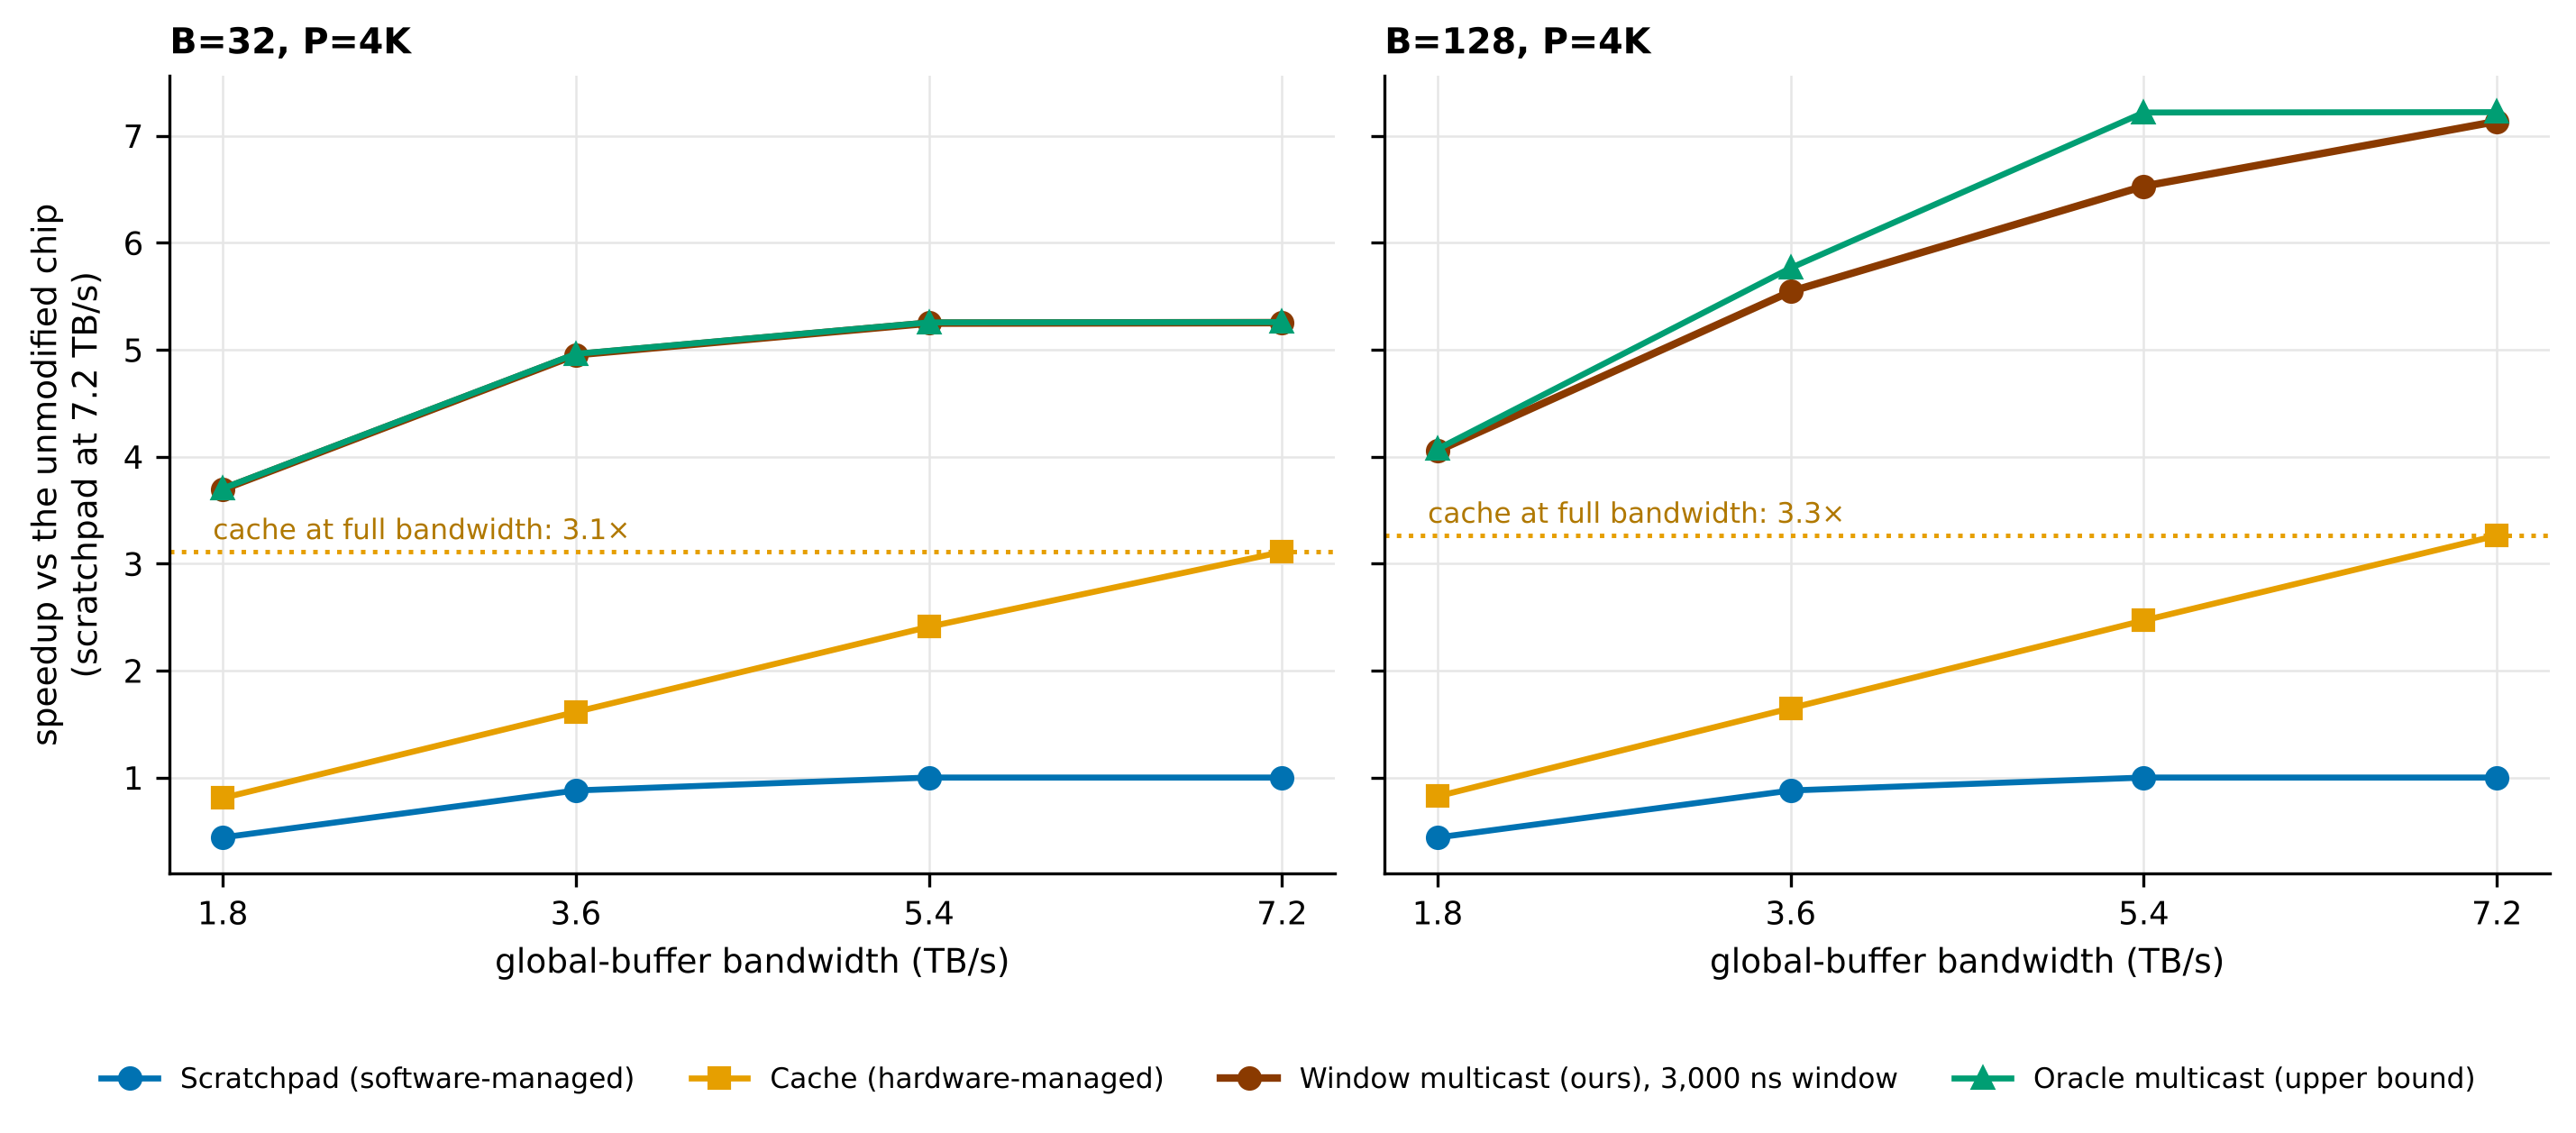 B=32, P=4K
B=128, P=4K
speedup vs the unmodified chip
(scratchpad at 7.2 TB/s)
7
6
5
4
3
2
1
cache at full bandwidth: 3.1×
cache at full bandwidth: 3.3×
1.8
3.6
5.4
7.2
1.8
3.6
5.4
7.2
global-buffer bandwidth (TB/s)
global-buffer bandwidth (TB/s)
Scratchpad (software-managed)
Cache (hardware-managed)
Window multicast (ours), 3,000 ns window
Oracle multicast (upper bound)